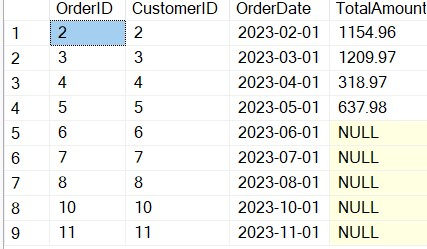 OrderID CustomerID OrderDate TotalAmount
1 2 2 2023-02-01 1154.96
2 3 3 2023-03-01 1209.97
3 4 4 2023-04-01 318.97
4 5 5 2023-05-01 637.98
5 6 6 2023-06-01 NULL
6 7 7 2023-07-01 NULL
7 8 8 2023-08-01 NULL
8 10 10 2023-10-01 NULL
9 11 11 2023-11-01 NULL